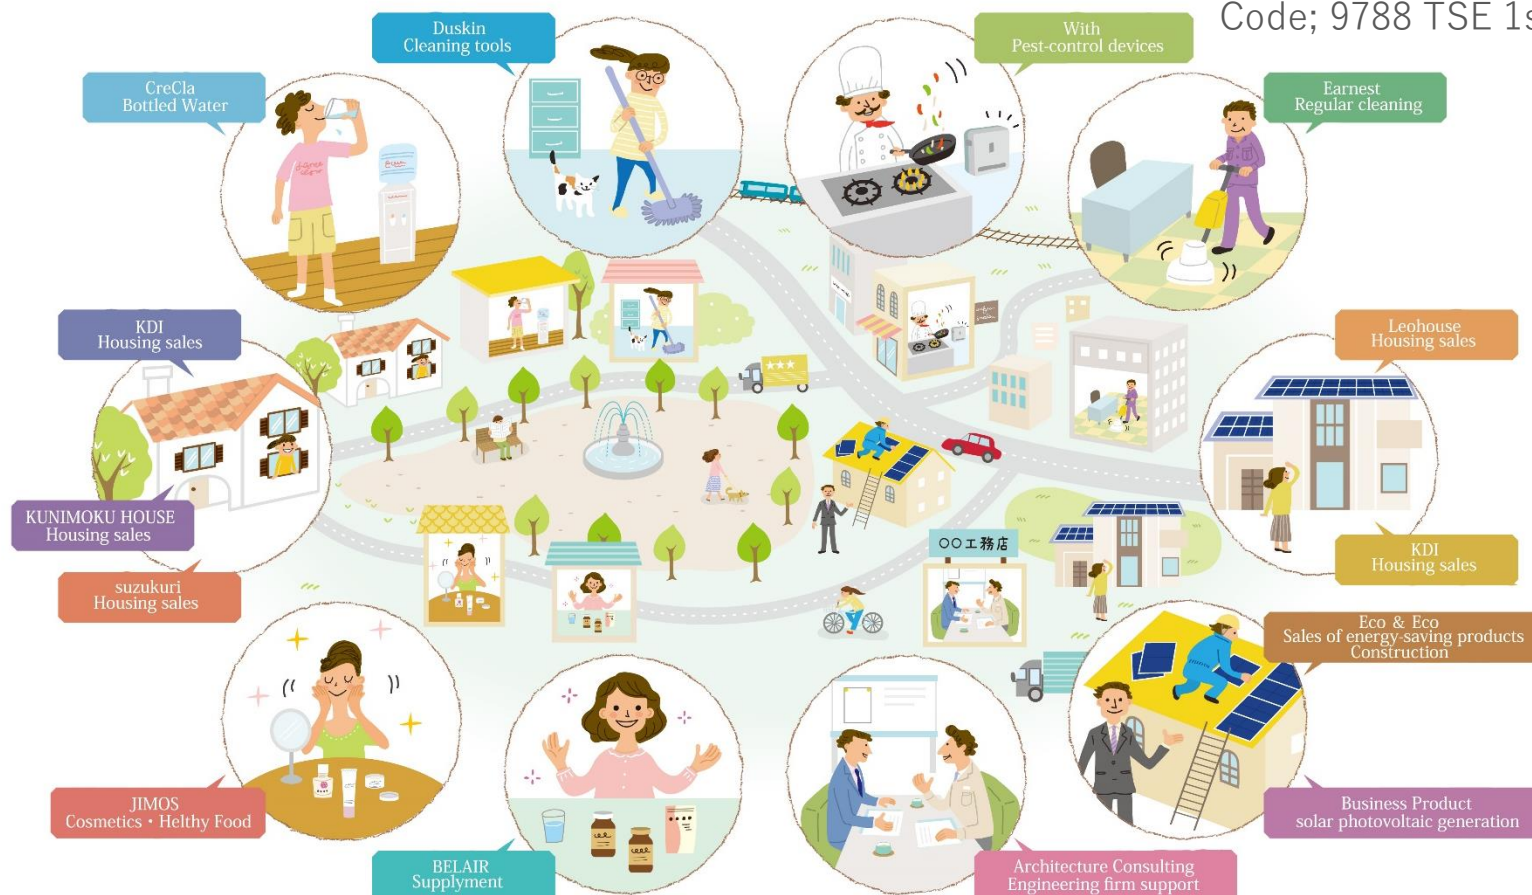 Code; 9788 TSE 1s
Duskin
Cleaning tools
With
Pest-control devices
CreCla
Bottled Water
Earnest
Regular cleaning
KDI
Housing sales
Leohouse
Housing sales
KUNIMOKU HOUSE
Housing sales
○○工務店
KDI
Housing sales
suzukuri
Housing sales
Eco & Eco
Sales of energy-saving products
Construction
JIMOS
Cosmetics・Helthy Food
Business Product
solar photovoltaic generation
BELAIR
Supplyment
Architecture Consulting
Engineering firm support